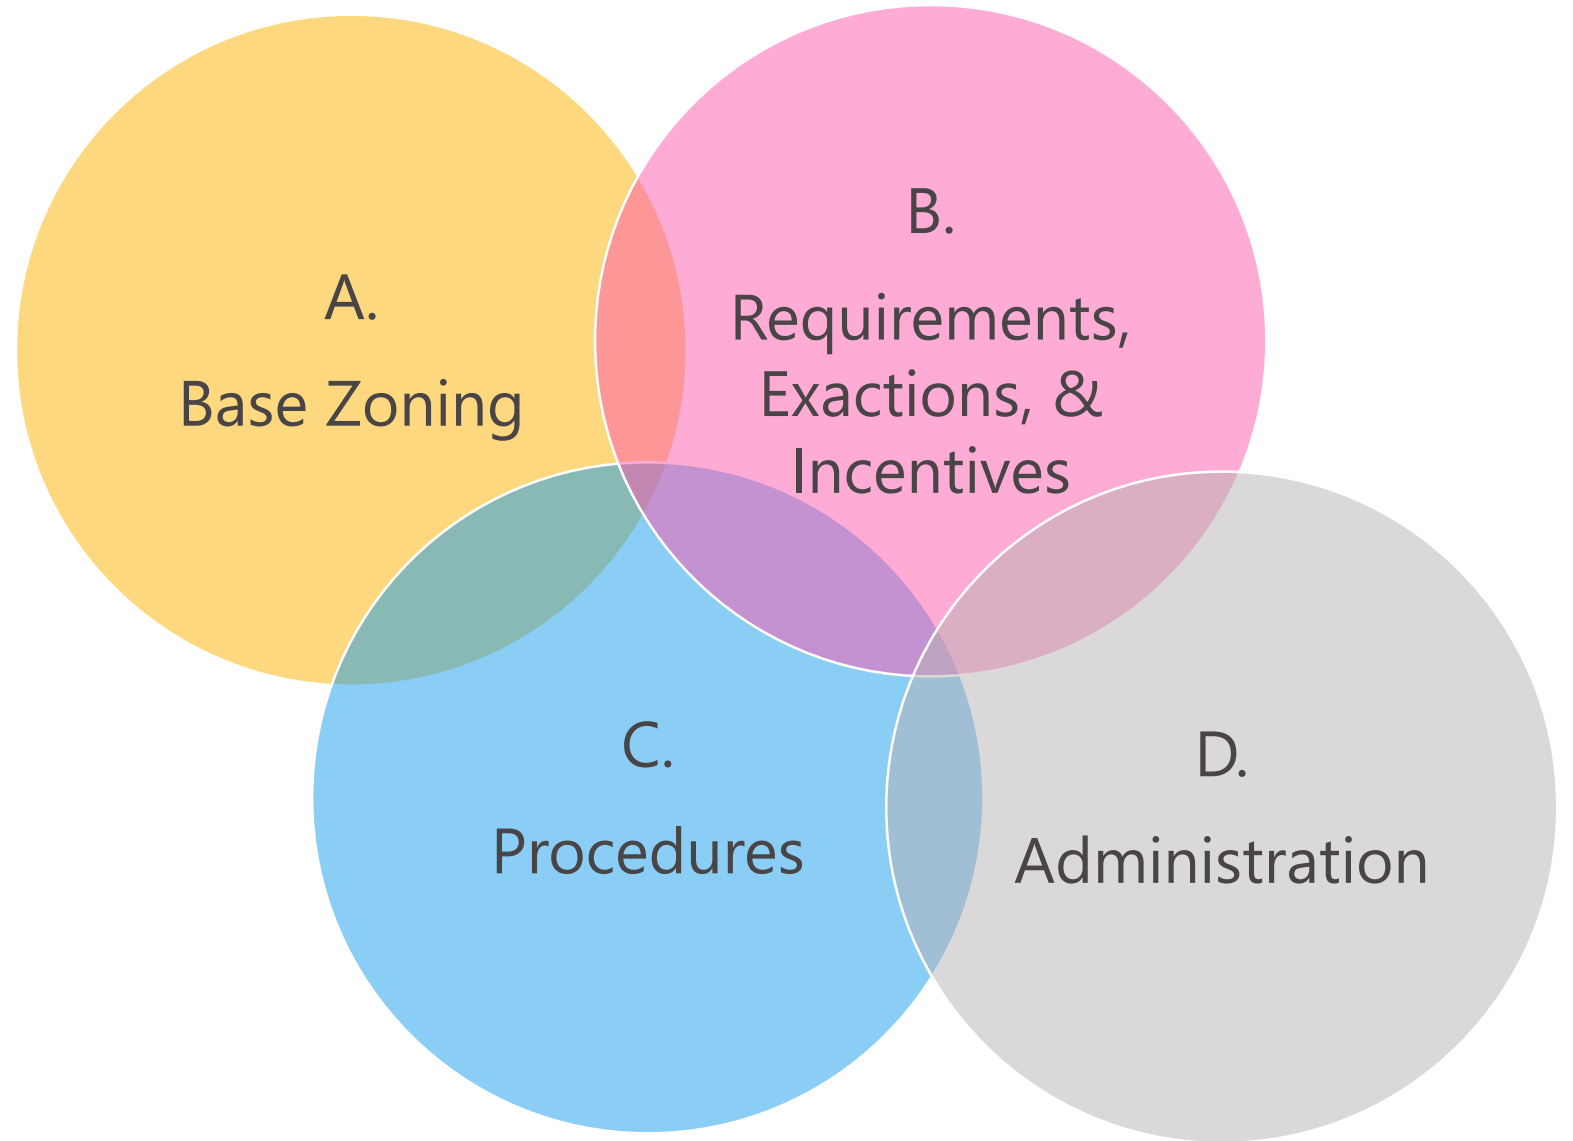 A.
Base Zoning
B.
Requirements,
Exactions, &
Incentives
C.
Procedures
D.
Administration